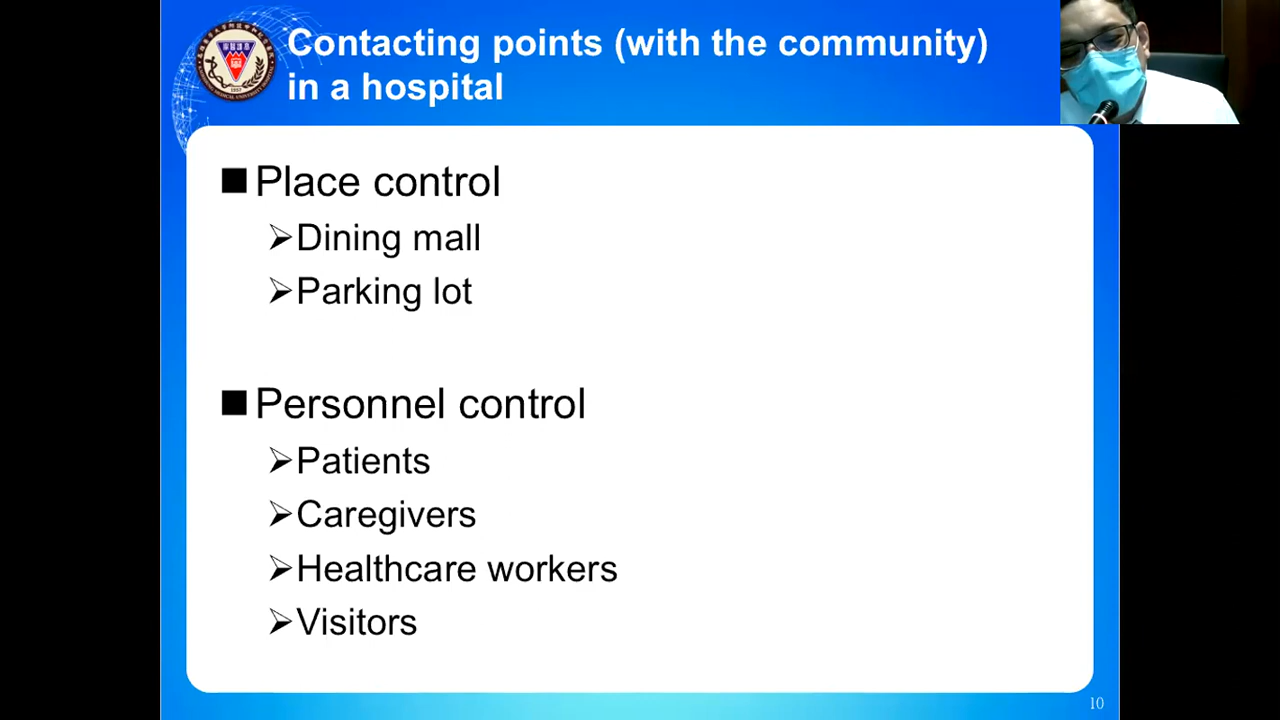 Contacting points (with the community)
in a hospital
Place control
Dining mall
Parking lot
Personnel control
Patients
Caregivers
Healthcare workers
Visitors
10